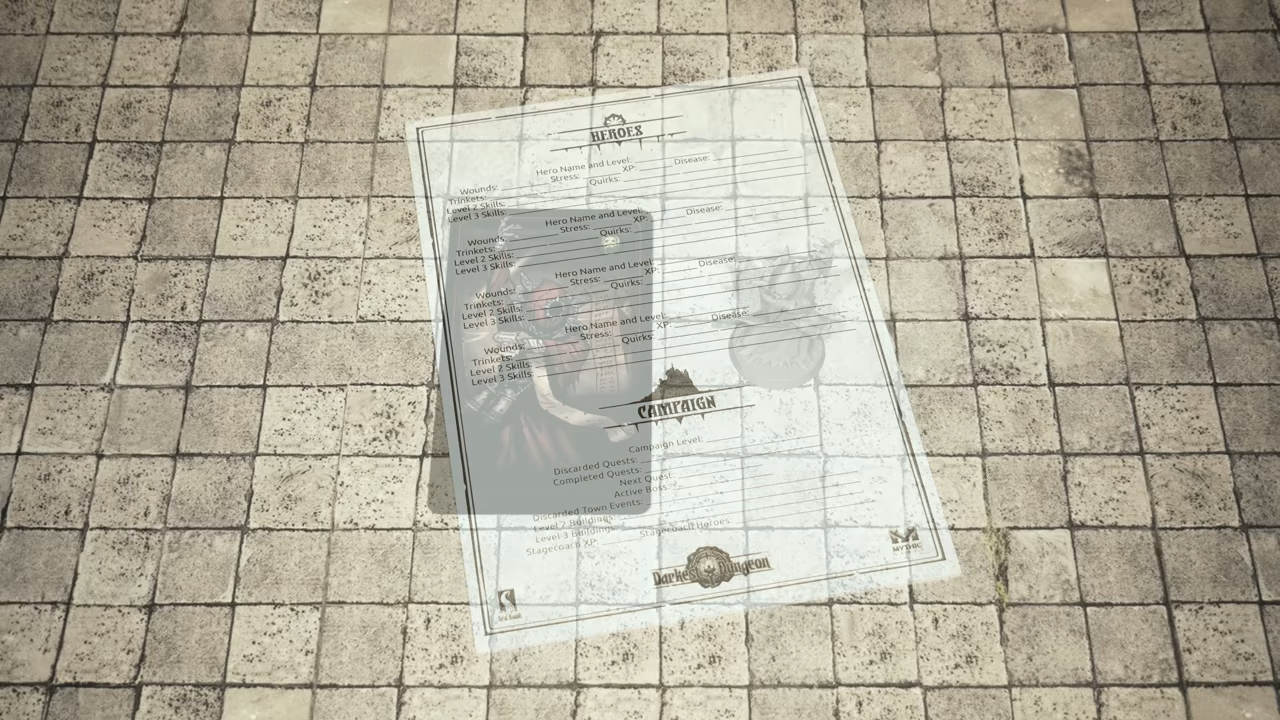 HEROES
Hero Name and Level: Disease:
Wounds: Stress: XP:
Trinkets: Quirks:
Level 2 Skills:
Level 3 Skills:
Hero Name and Level: Disease:
Wounds: Stress: XP:
Trinkets: Quirks:
Level 2 Skills:
Level 3 Skills:
Hero Name and Level: Disease:
Wounds: Stress: XP:
Trinkets: Quirks:
Level 2 Skills:
Level 3 Skills:
Hero Name and Level: Disease:
Wounds: Stress: XP:
Trinkets: Quirks:
Level 2 Skills:
Level 3 Skills:
CAMPAIGN
Campaign Level:
Discarded Quests:
Completed Quests:
Next Quest:
Active Boss:
Discarded Town Events:
Level 2 Buildings:
Level 3 Buildings:
Stagecoach XP: Stagecoach Heroes
MYTHIC
Darkest Dungeon